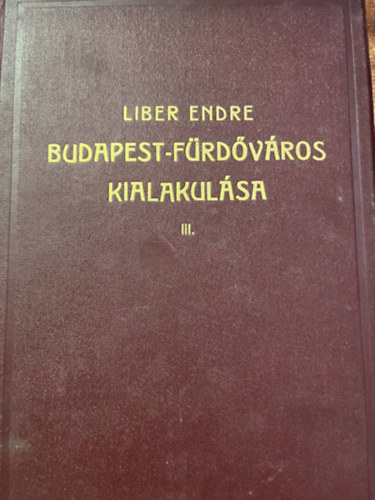 LIBER ENDRE
BUDAPEST-FÜRDŐVÁROS
KIALAKULÁSA
III.